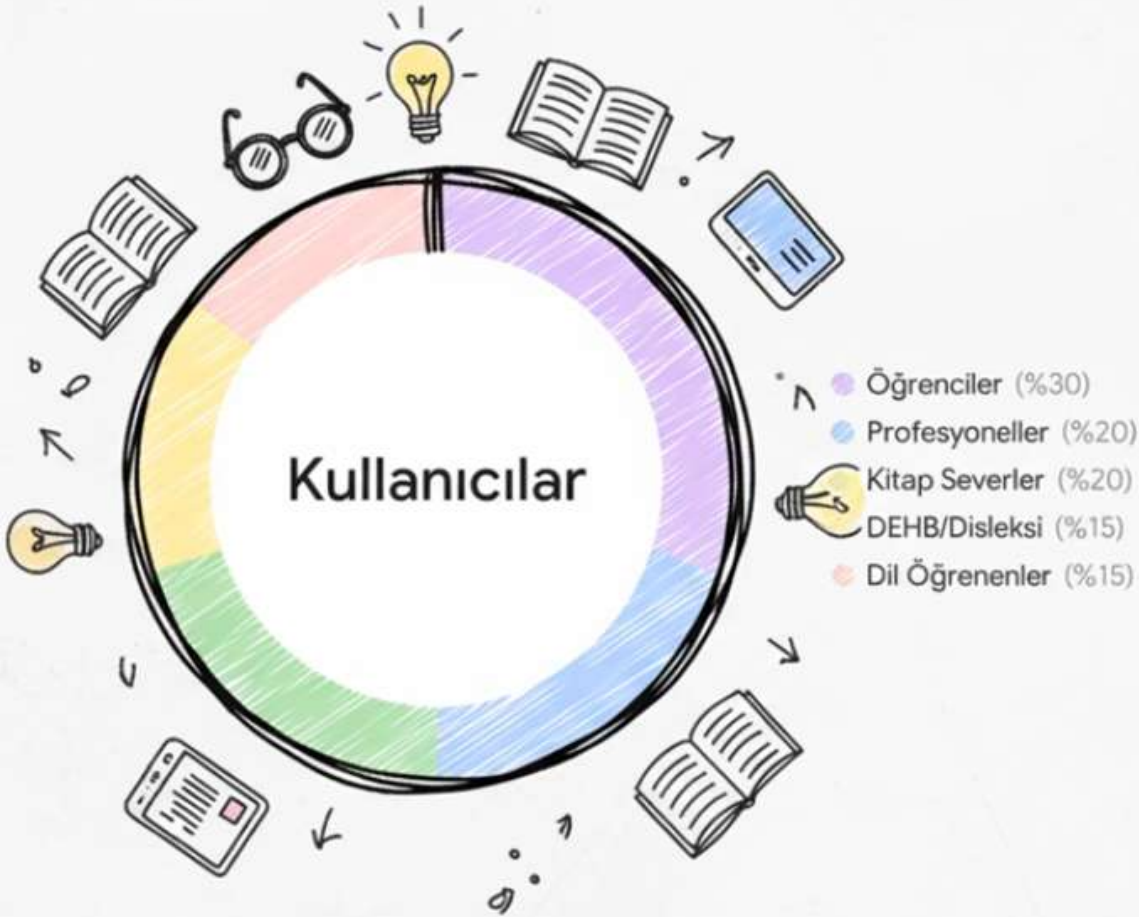 Kullanıcılar
Öğrenciler (%30)
Profesyoneller (%20)
Kitap Severler (%20)
DEHB/Disleksi (%15)
Dil Öğrenenler (%15)